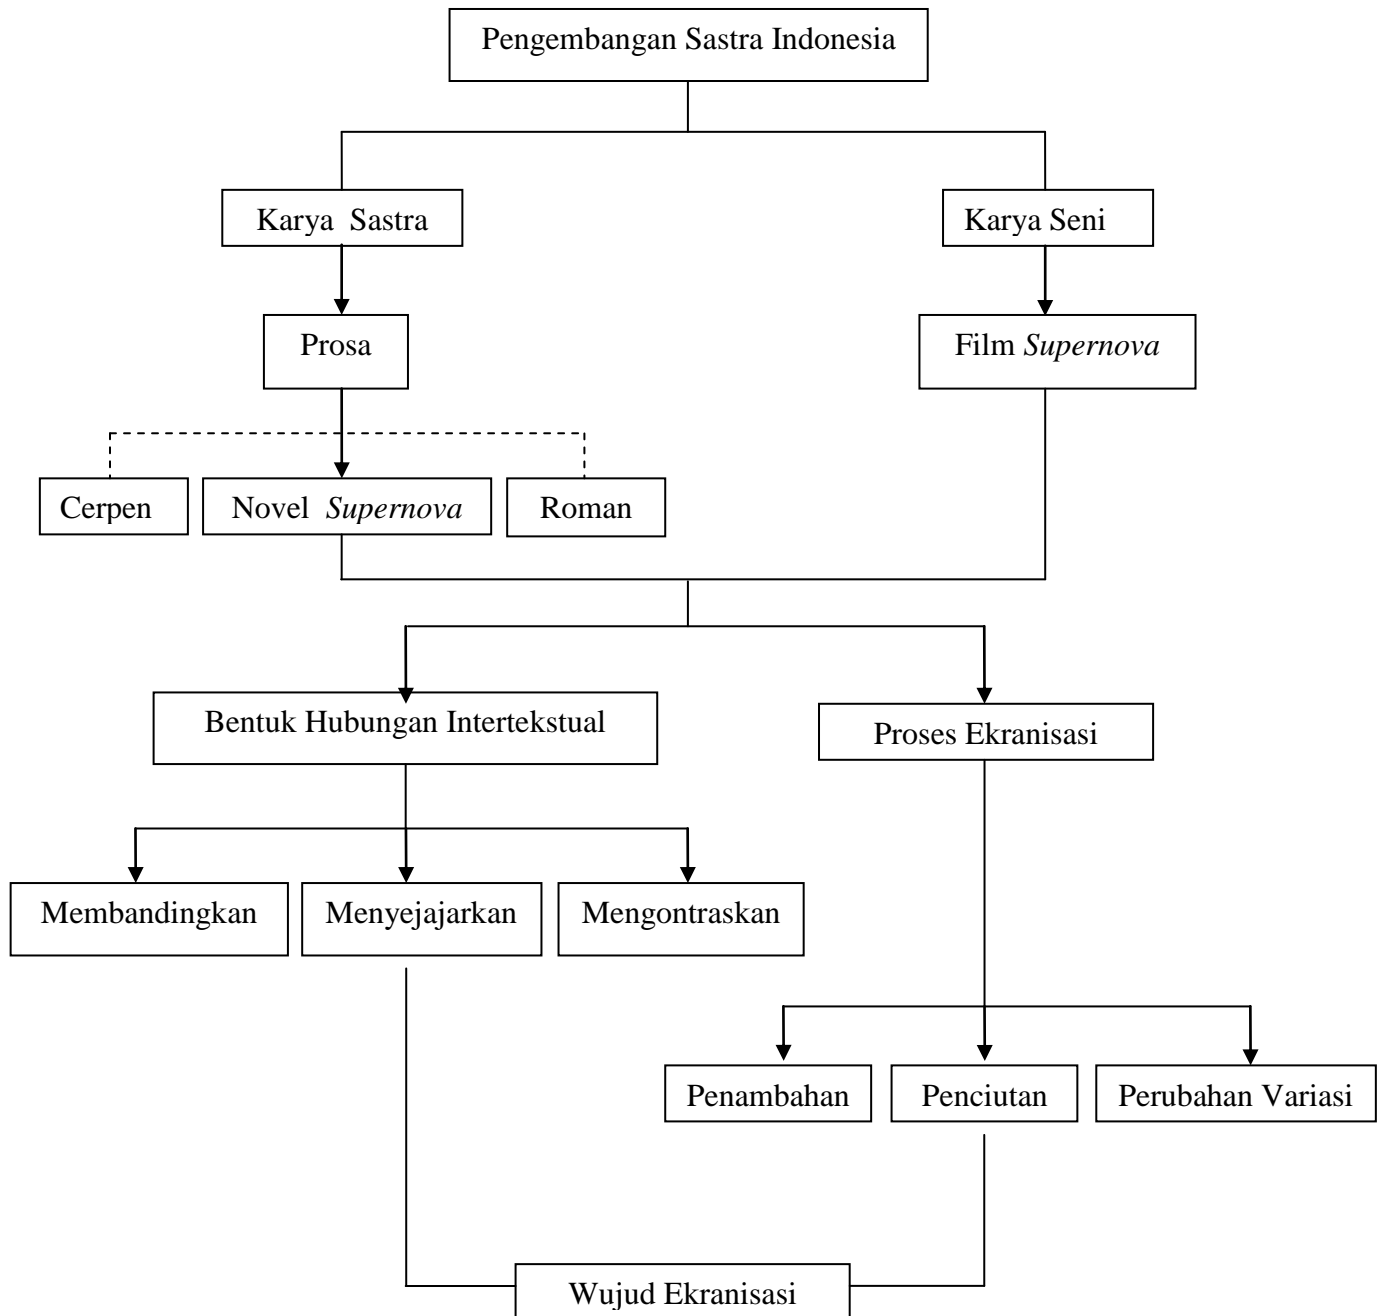 Pengembangan Sastra Indonesia
Karya Sastra
Karya Seni
Prosa
Film Supernova
Cerpen
Novel Supernova
Roman
Bentuk Hubungan Intertekstual
Proses Ekranisasi
Membandingkan
Menyejajarkan
Mengontraskan
Penambahan
Penciutan
Perubahan Variasi
Wujud Ekranisasi